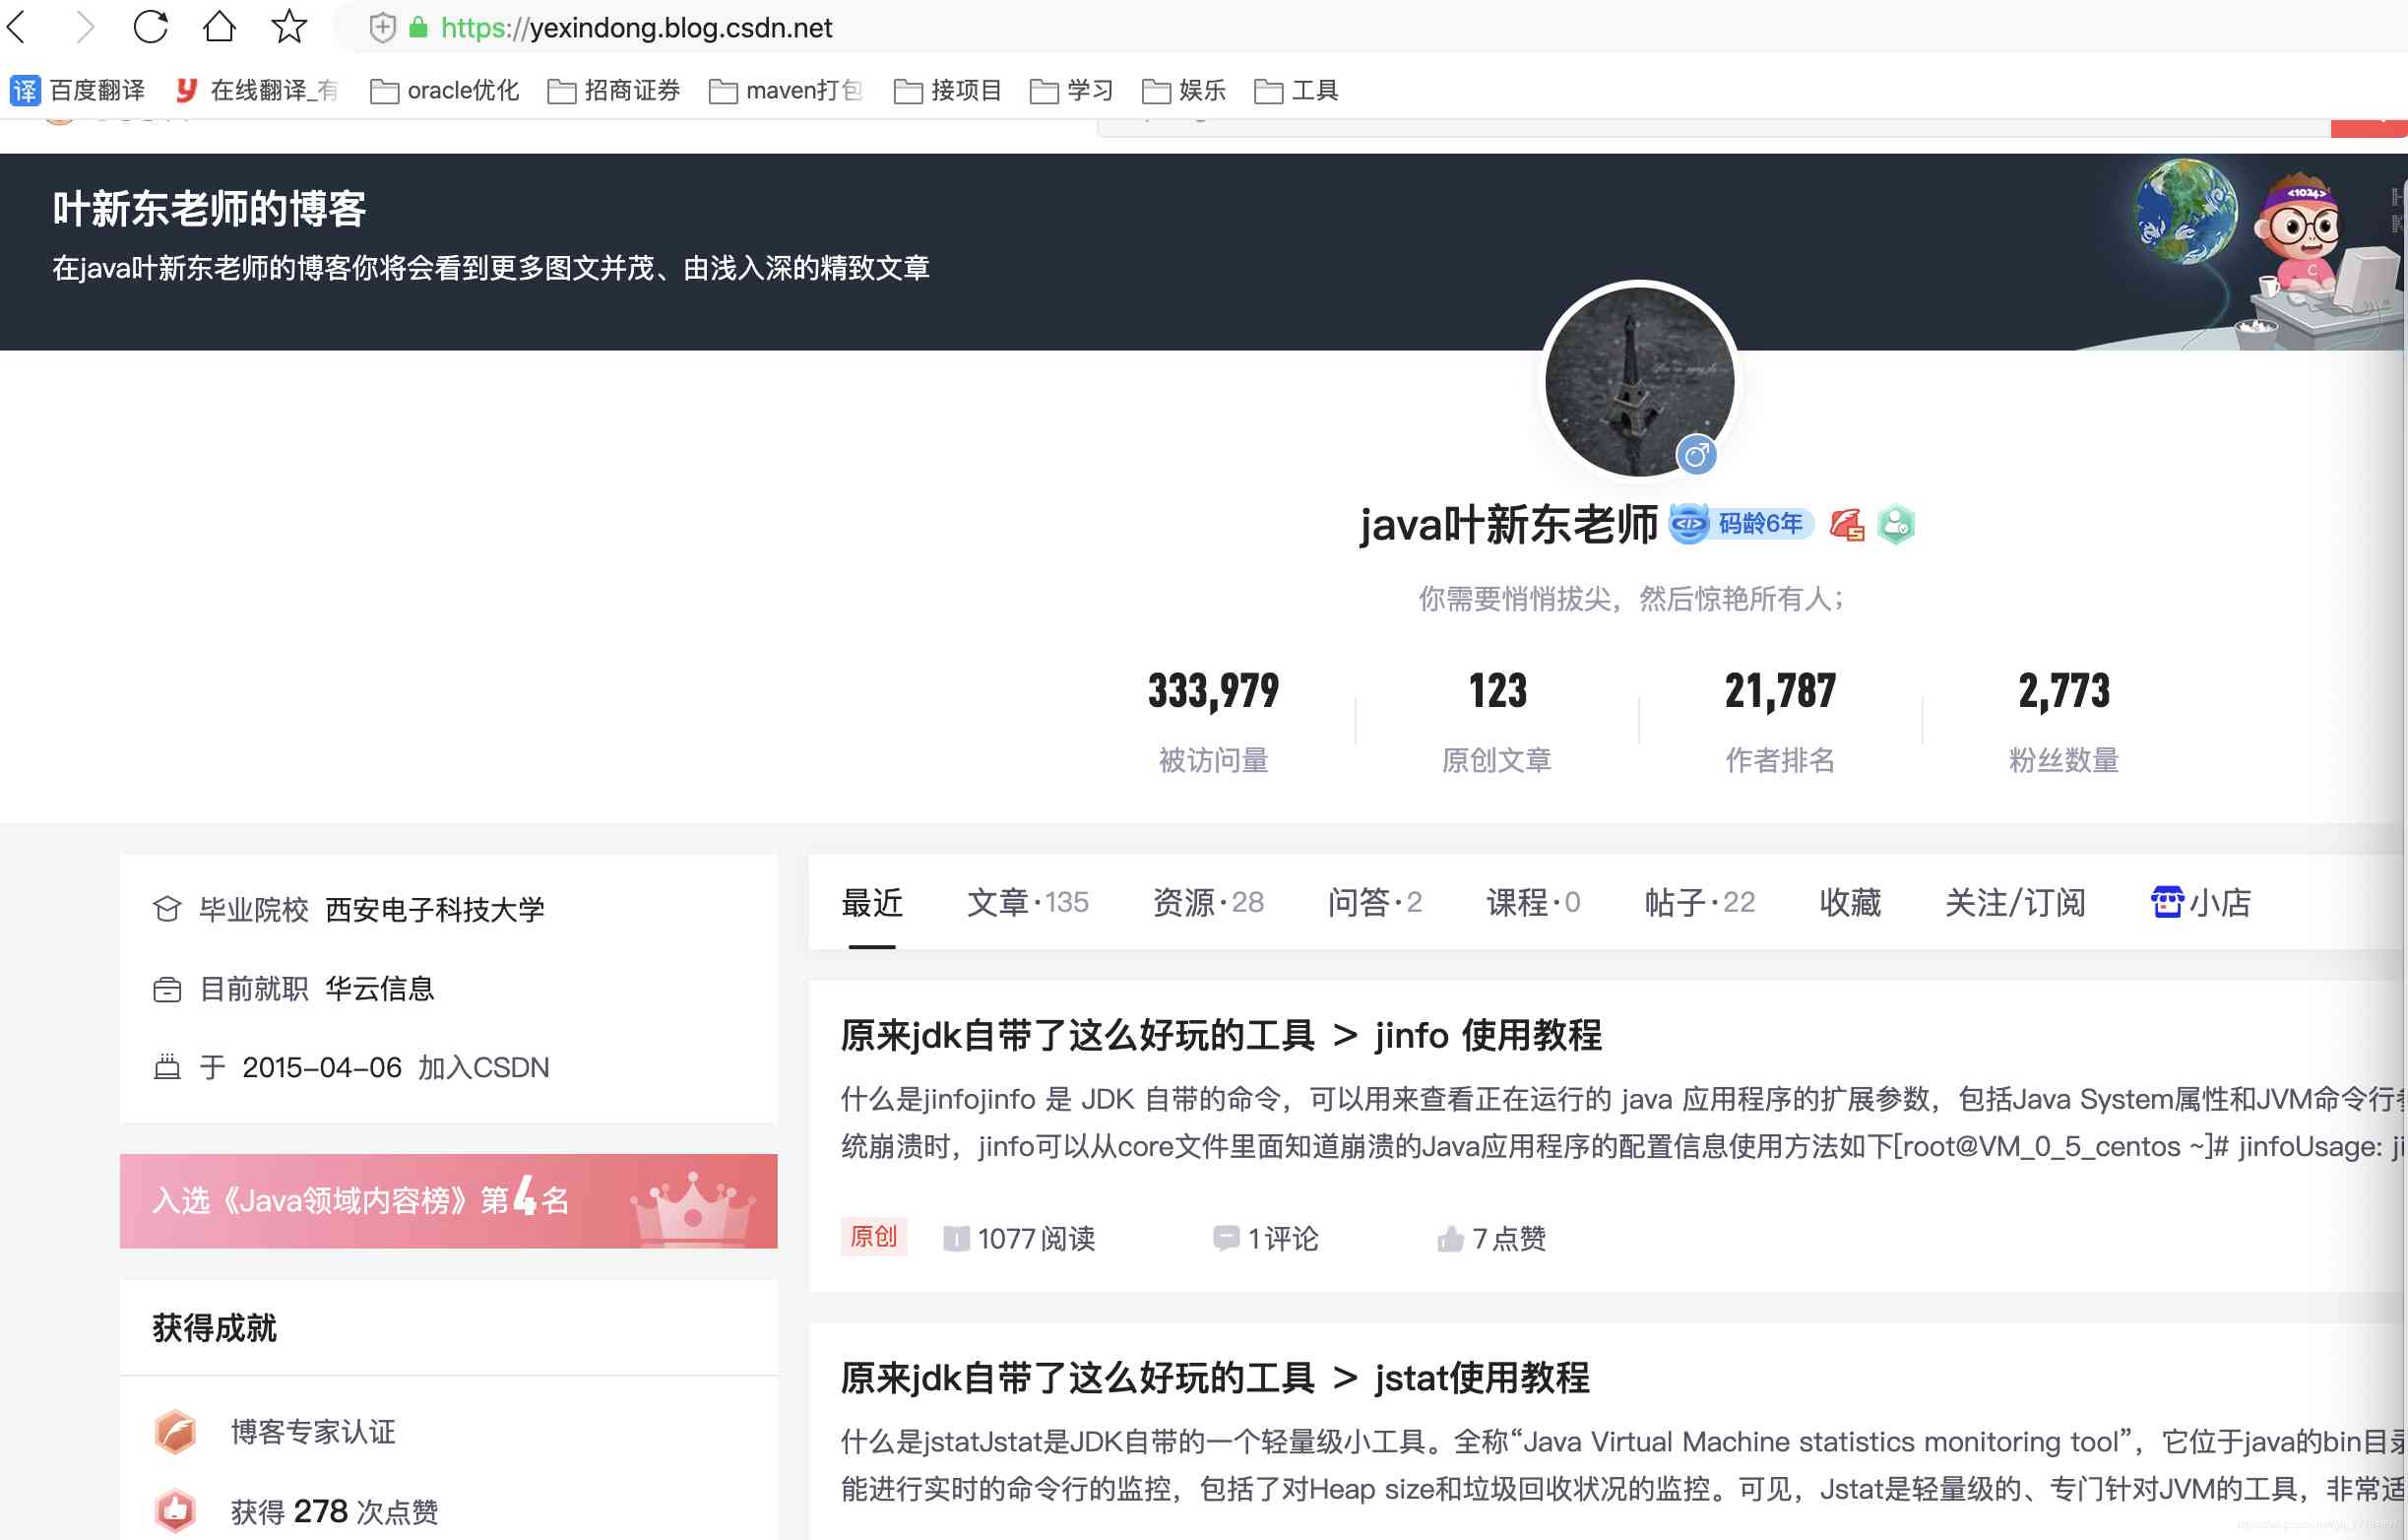 https://yexindong.blog.csdn.net
译 百度翻译 y 在线翻译_有 oracle优化 招商证券 maven打包 接项目 学习 娱乐 工具
叶新东老师的博客
在java叶新东老师的博客你将会看到更多图文并茂、由浅入深的精致文章
<1024>
C
java叶新东老师 码龄6年
你需要悄悄拔尖，然后惊艳所有人；
333,979 123 21,787 2,773
被访问量 原创文章 作者排名 粉丝数量
毕业院校 西安电子科技大学
目前就职 华云信息
于 2015-04-06 加入CSDN
入选《Java领域内容榜》第4名
获得成就
博客专家认证
获得 278 次点赞
最近 文章·135 资源·28 问答·2 课程·0 帖子·22 收藏 关注/订阅 小店
原来jdk自带了这么好玩的工具 > jinfo 使用教程
什么是jinfojinfo 是 JDK 自带的命令，可以用来查看正在运行的 java 应用程序的扩展参数，包括Java System属性和JVM命令行
统崩溃时，jinfo可以从core文件里面知道崩溃的Java应用程序的配置信息使用方法如下[root@VM_0_5_centos ~]# jinfoUsage: ji
原创 1077阅读 1评论 7点赞
原来jdk自带了这么好玩的工具 > jstat使用教程
什么是jstatJstat是JDK自带的一个轻量级小工具。全称“Java Virtual Machine statistics monitoring tool”，它位于java的bin目录
能进行实时的命令行的监控，包括了对Heap size和垃圾回收状况的监控。可见，Jstat是轻量级的、专门针对JVM的工具，非常适